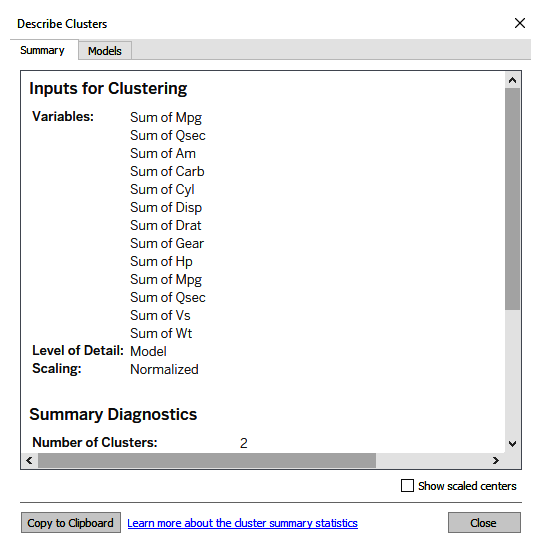 Describe Clusters
Summary Models
Inputs for Clustering
Variables: Sum of Mpg
Sum of Qsec
Sum of Am
Sum of Carb
Sum of Cyl
Sum of Disp
Sum of Drat
Sum of Gear
Sum of Hp
Sum of Mpg
Sum of Qsec
Sum of Vs
Sum of Wt
Level of Detail: Model
Scaling: Normalized
Summary Diagnostics
Number of Clusters: 2
Show scaled centers
Copy to Clipboard Learn more about the cluster summary statistics Close